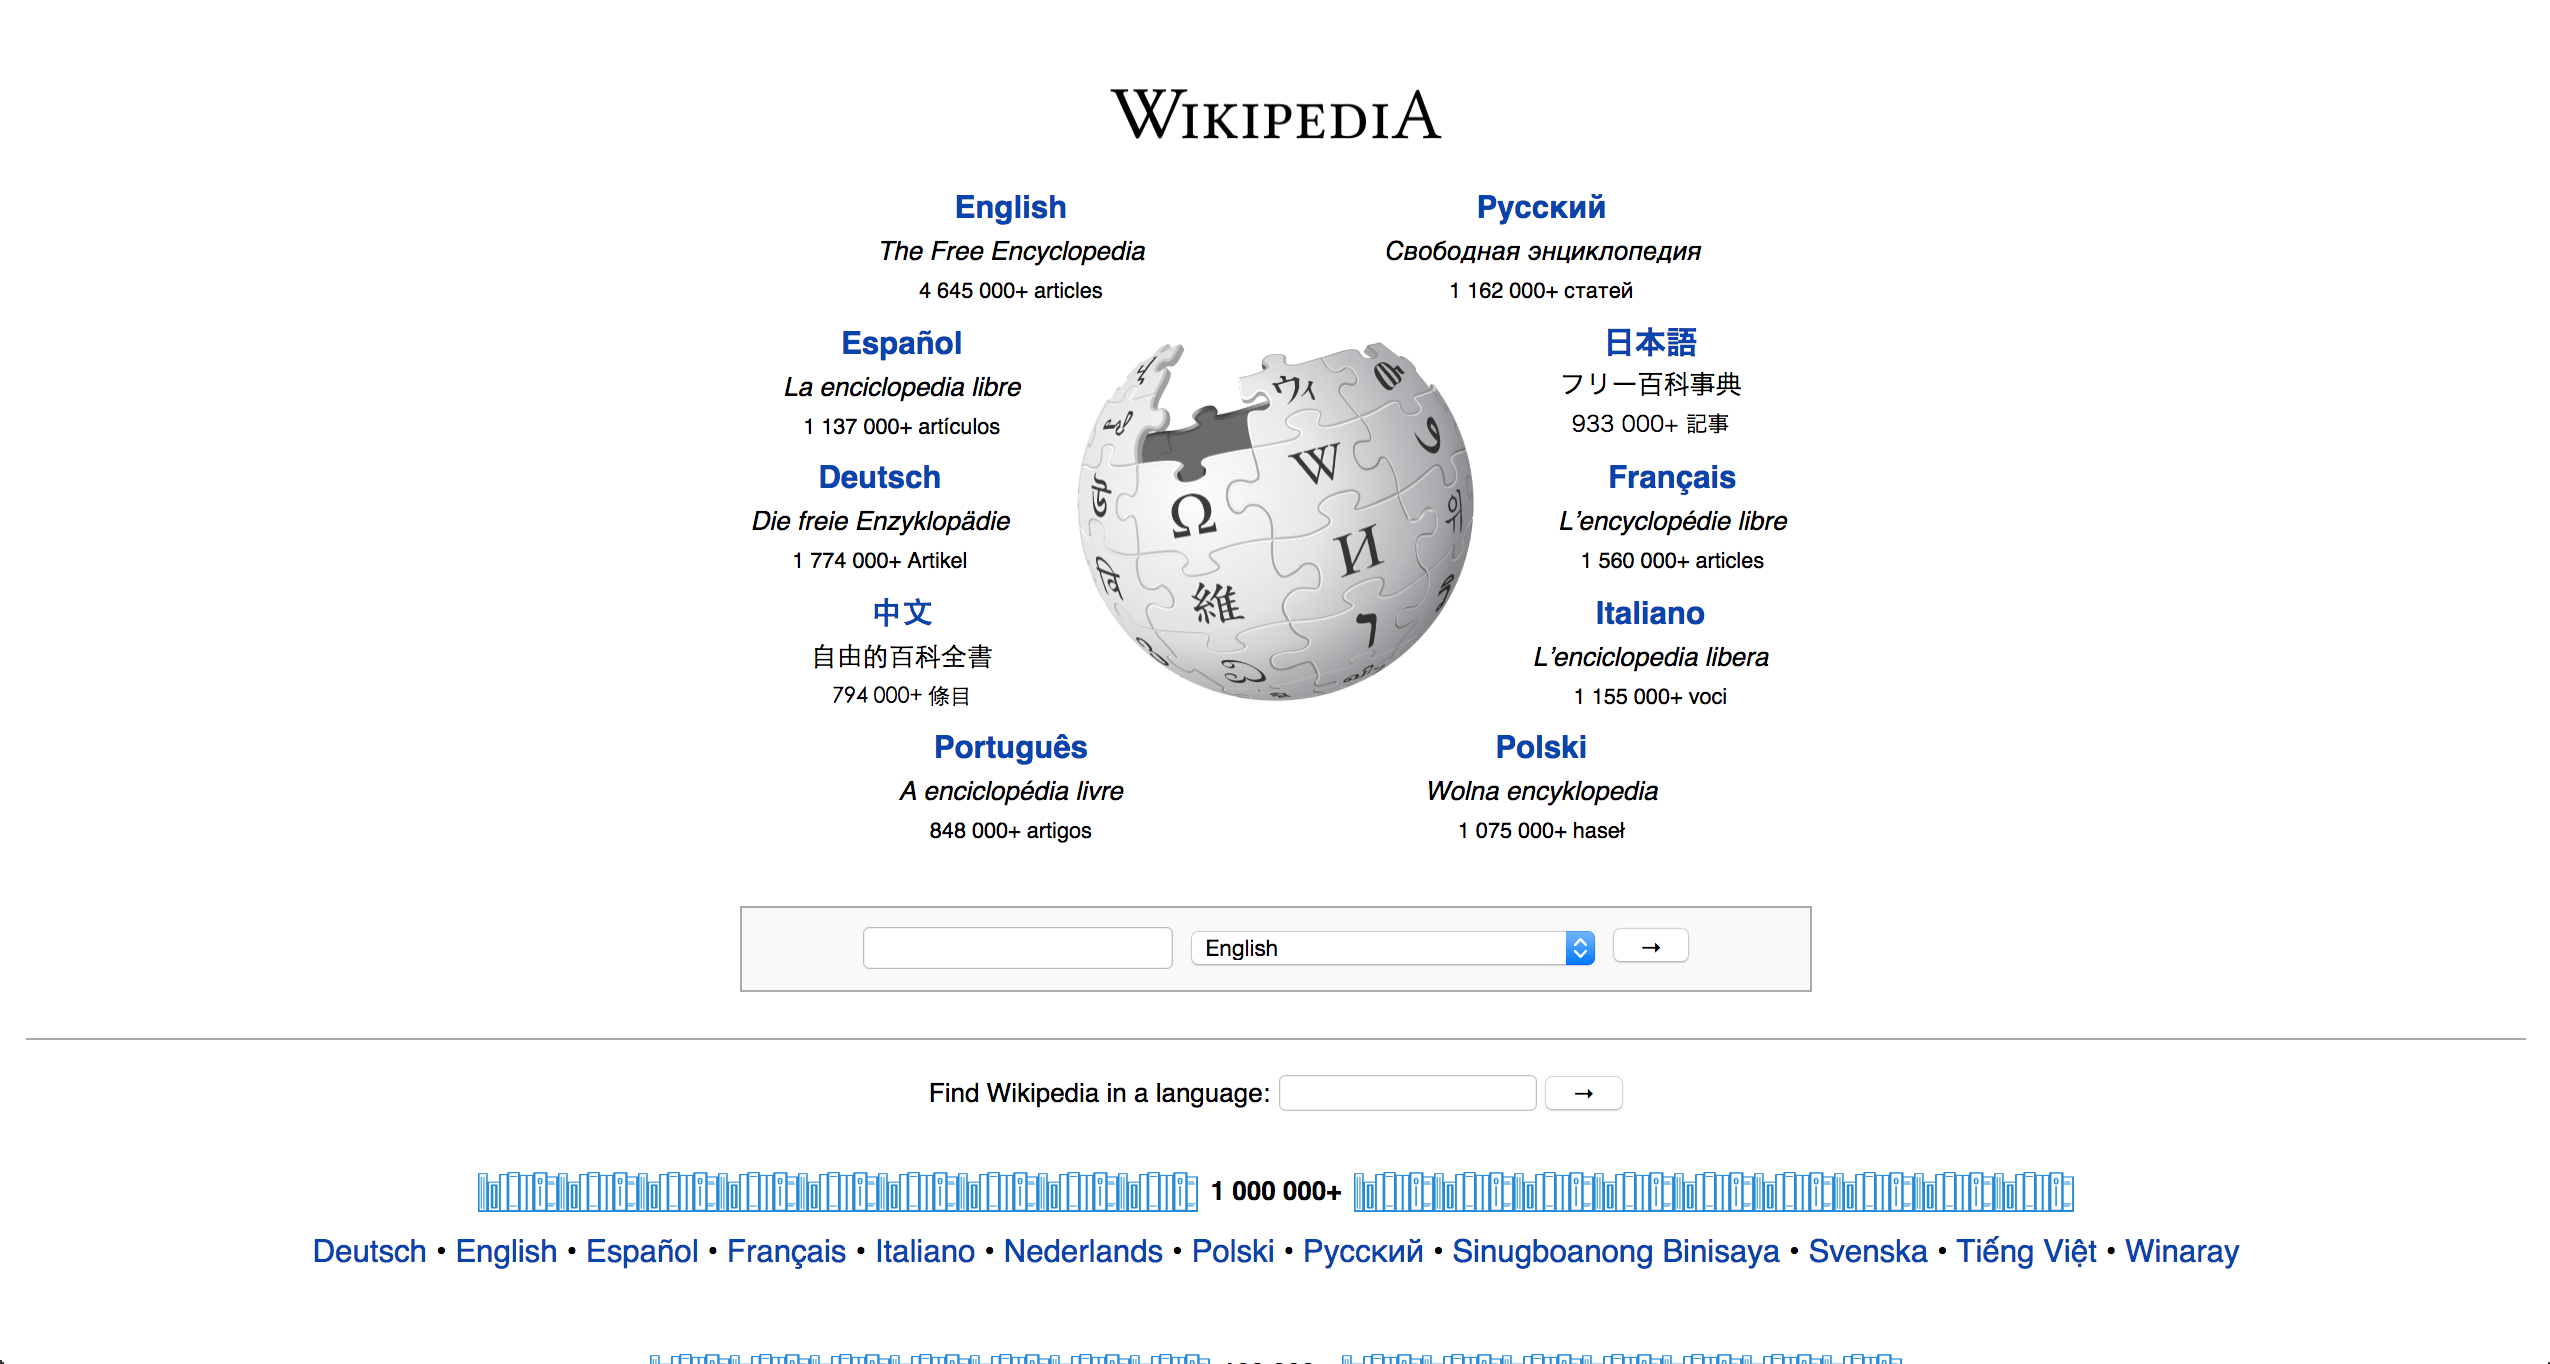 WIKIPEDIA
English
The Free Encyclopedia
4 645 000+ articles
Русский
Свободная энциклопедия
1 162 000+ статей
Español
La enciclopedia libre
1 137 000+ artículos
日本語
フリー百科事典
933 000+ 記事
Deutsch
Die freie Enzyklopädie
1 774 000+ Artikel
Français
L'encyclopédie libre
1 560 000+ articles
中文
自由的百科全書
794 000+ 條目
Italiano
L'enciclopedia libera
1 155 000+ voci
Português
A enciclopédia livre
848 000+ artigos
Polski
Wolna encyklopedia
1 075 000+ haseł
ウィ
W
Ω
И
維
위
ר
English →
Find Wikipedia in a language: →
1 000 000+
Deutsch • English • Español • Français • Italiano • Nederlands • Polski • Русский • Sinugboanong Binisaya • Svenska • Tiếng Việt • Winaray